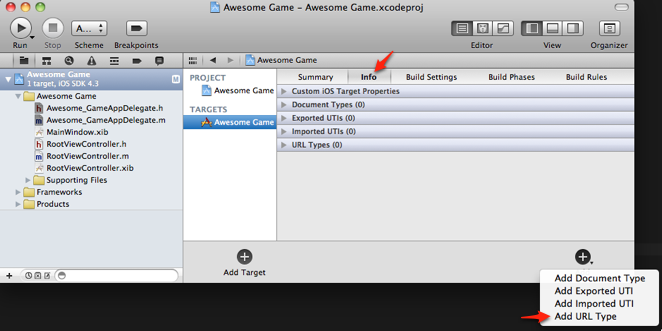 Awesome Game – Awesome Game.xcodeproj
Run
Stop
A...
Scheme
Breakpoints
Editor
View
Organizer
Awesome Game
1 target, iOS SDK 4.3
M
Awesome Game
Awesome_GameAppDelegate.h
Awesome_GameAppDelegate.m
MainWindow.xib
RootViewController.h
RootViewController.m
RootViewController.xib
Supporting Files
Frameworks
Products
Awesome Game
PROJECT
Awesome Game
TARGETS
Awesome Game
Summary Info Build Settings Build Phases Build Rules
Custom iOS Target Properties
Document Types (0)
Exported UTIs (0)
Imported UTIs (0)
URL Types (0)
Add Target
Add Document Type
Add Exported UTI
Add Imported UTI
Add URL Type